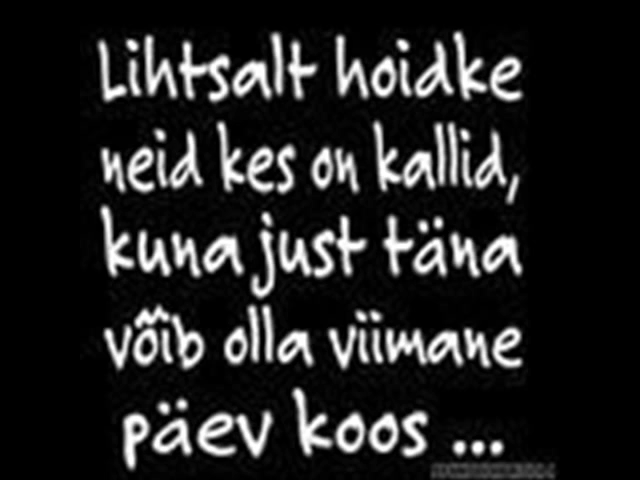 Lihtsalt hoidke
neid kes on kallid,
kuna just täna
võib olla viimane
päev koos ...